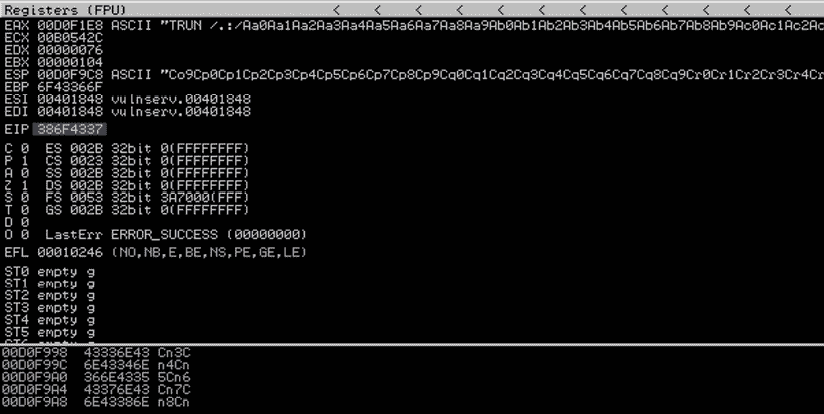 Registers (FPU) < < < < < < < < < < < <
EAX 00D0F1E8 ASCII "TRUN /.:/Aa0Aa1Aa2Aa3Aa4Aa5Aa6Aa7Aa8Aa9Ab0Ab1Ab2Ab3Ab4Ab5Ab6Ab7Ab8Ab9Ac0Ac1Ac2Ac
ECX 00B0542C
EDX 00000076
EBX 00000104
ESP 00D0F9C8 ASCII "Co9Cp0Cp1Cp2Cp3Cp4Cp5Cp6Cp7Cp8Cp9Cq0Cq1Cq2Cq3Cq4Cq5Cq6Cq7Cq8Cq9Cr0Cr1Cr2Cr3Cr4Cr
EBP 6F43366F
ESI 00401848 vulnserv.00401848
EDI 00401848 vulnserv.00401848
EIP 386F4337
C 0 ES 002B 32bit 0(FFFFFFFF)
P 1 CS 0023 32bit 0(FFFFFFFF)
A 0 SS 002B 32bit 0(FFFFFFFF)
Z 1 DS 002B 32bit 0(FFFFFFFF)
S 0 FS 0053 32bit 3A7000(FFF)
T 0 GS 002B 32bit 0(FFFFFFFF)
D 0
O 0 LastErr ERROR_SUCCESS (00000000)
EFL 00010246 (NO,NB,E,BE,NS,PE,GE,LE)
ST0 empty g
ST1 empty g
ST2 empty g
ST3 empty g
ST4 empty g
ST5 empty g
ST6 empty g
00D0F998 43336E43 Cn3C
00D0F99C 6E43346E n4Cn
00D0F9A0 366E4335 5Cn6
00D0F9A4 43376E43 Cn7C
00D0F9A8 6E43386E n8Cn